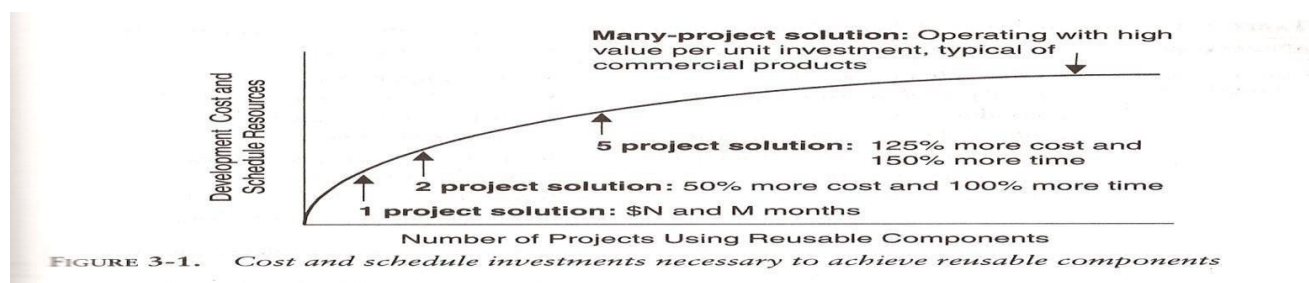 Many-project solution: Operating with high
value per unit investment, typical of
commercial products
Development Cost and
Schedule Resources
5 project solution: 125% more cost and
150% more time
2 project solution: 50% more cost and 100% more time
1 project solution: $N and M months
Number of Projects Using Reusable Components
FIGURE 3-1. Cost and schedule investments necessary to achieve reusable components